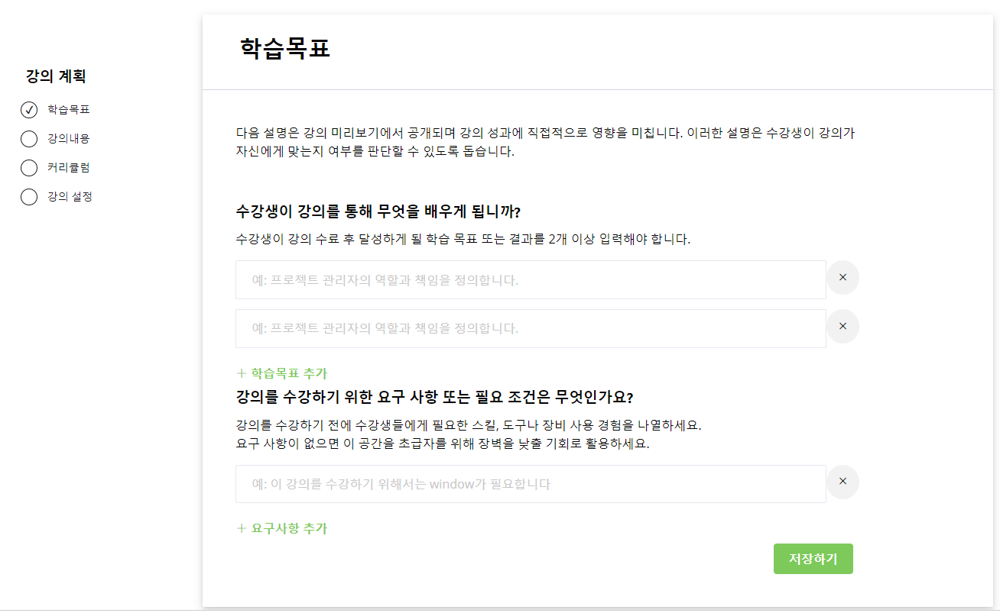 강의 계획
학습목표
강의내용
커리큘럼
강의 설정
학습목표
다음 설명은 강의 미리보기에서 공개되며 강의 성과에 직접적으로 영향을 미칩니다. 이러한 설명은 수강생이 강의가
자신에게 맞는지 여부를 판단할 수 있도록 돕습니다.
수강생이 강의를 통해 무엇을 배우게 됩니까?
수강생이 강의 수료 후 달성하게 될 학습 목표 또는 결과를 2개 이상 입력해야 합니다.
예: 프로젝트 관리자의 역할과 책임을 정의합니다.
예: 프로젝트 관리자의 역할과 책임을 정의합니다.
+ 학습목표 추가
강의를 수강하기 위한 요구 사항 또는 필요 조건은 무엇인가요?
강의를 수강하기 전에 수강생들에게 필요한 스킬, 도구나 장비 사용 경험을 나열하세요.
요구 사항이 없으면 이 공간을 초급자를 위해 장벽을 낮출 기회로 활용하세요.
예: 이 강의를 수강하기 위해서는 window가 필요합니다
+ 요구사항 추가
저장하기